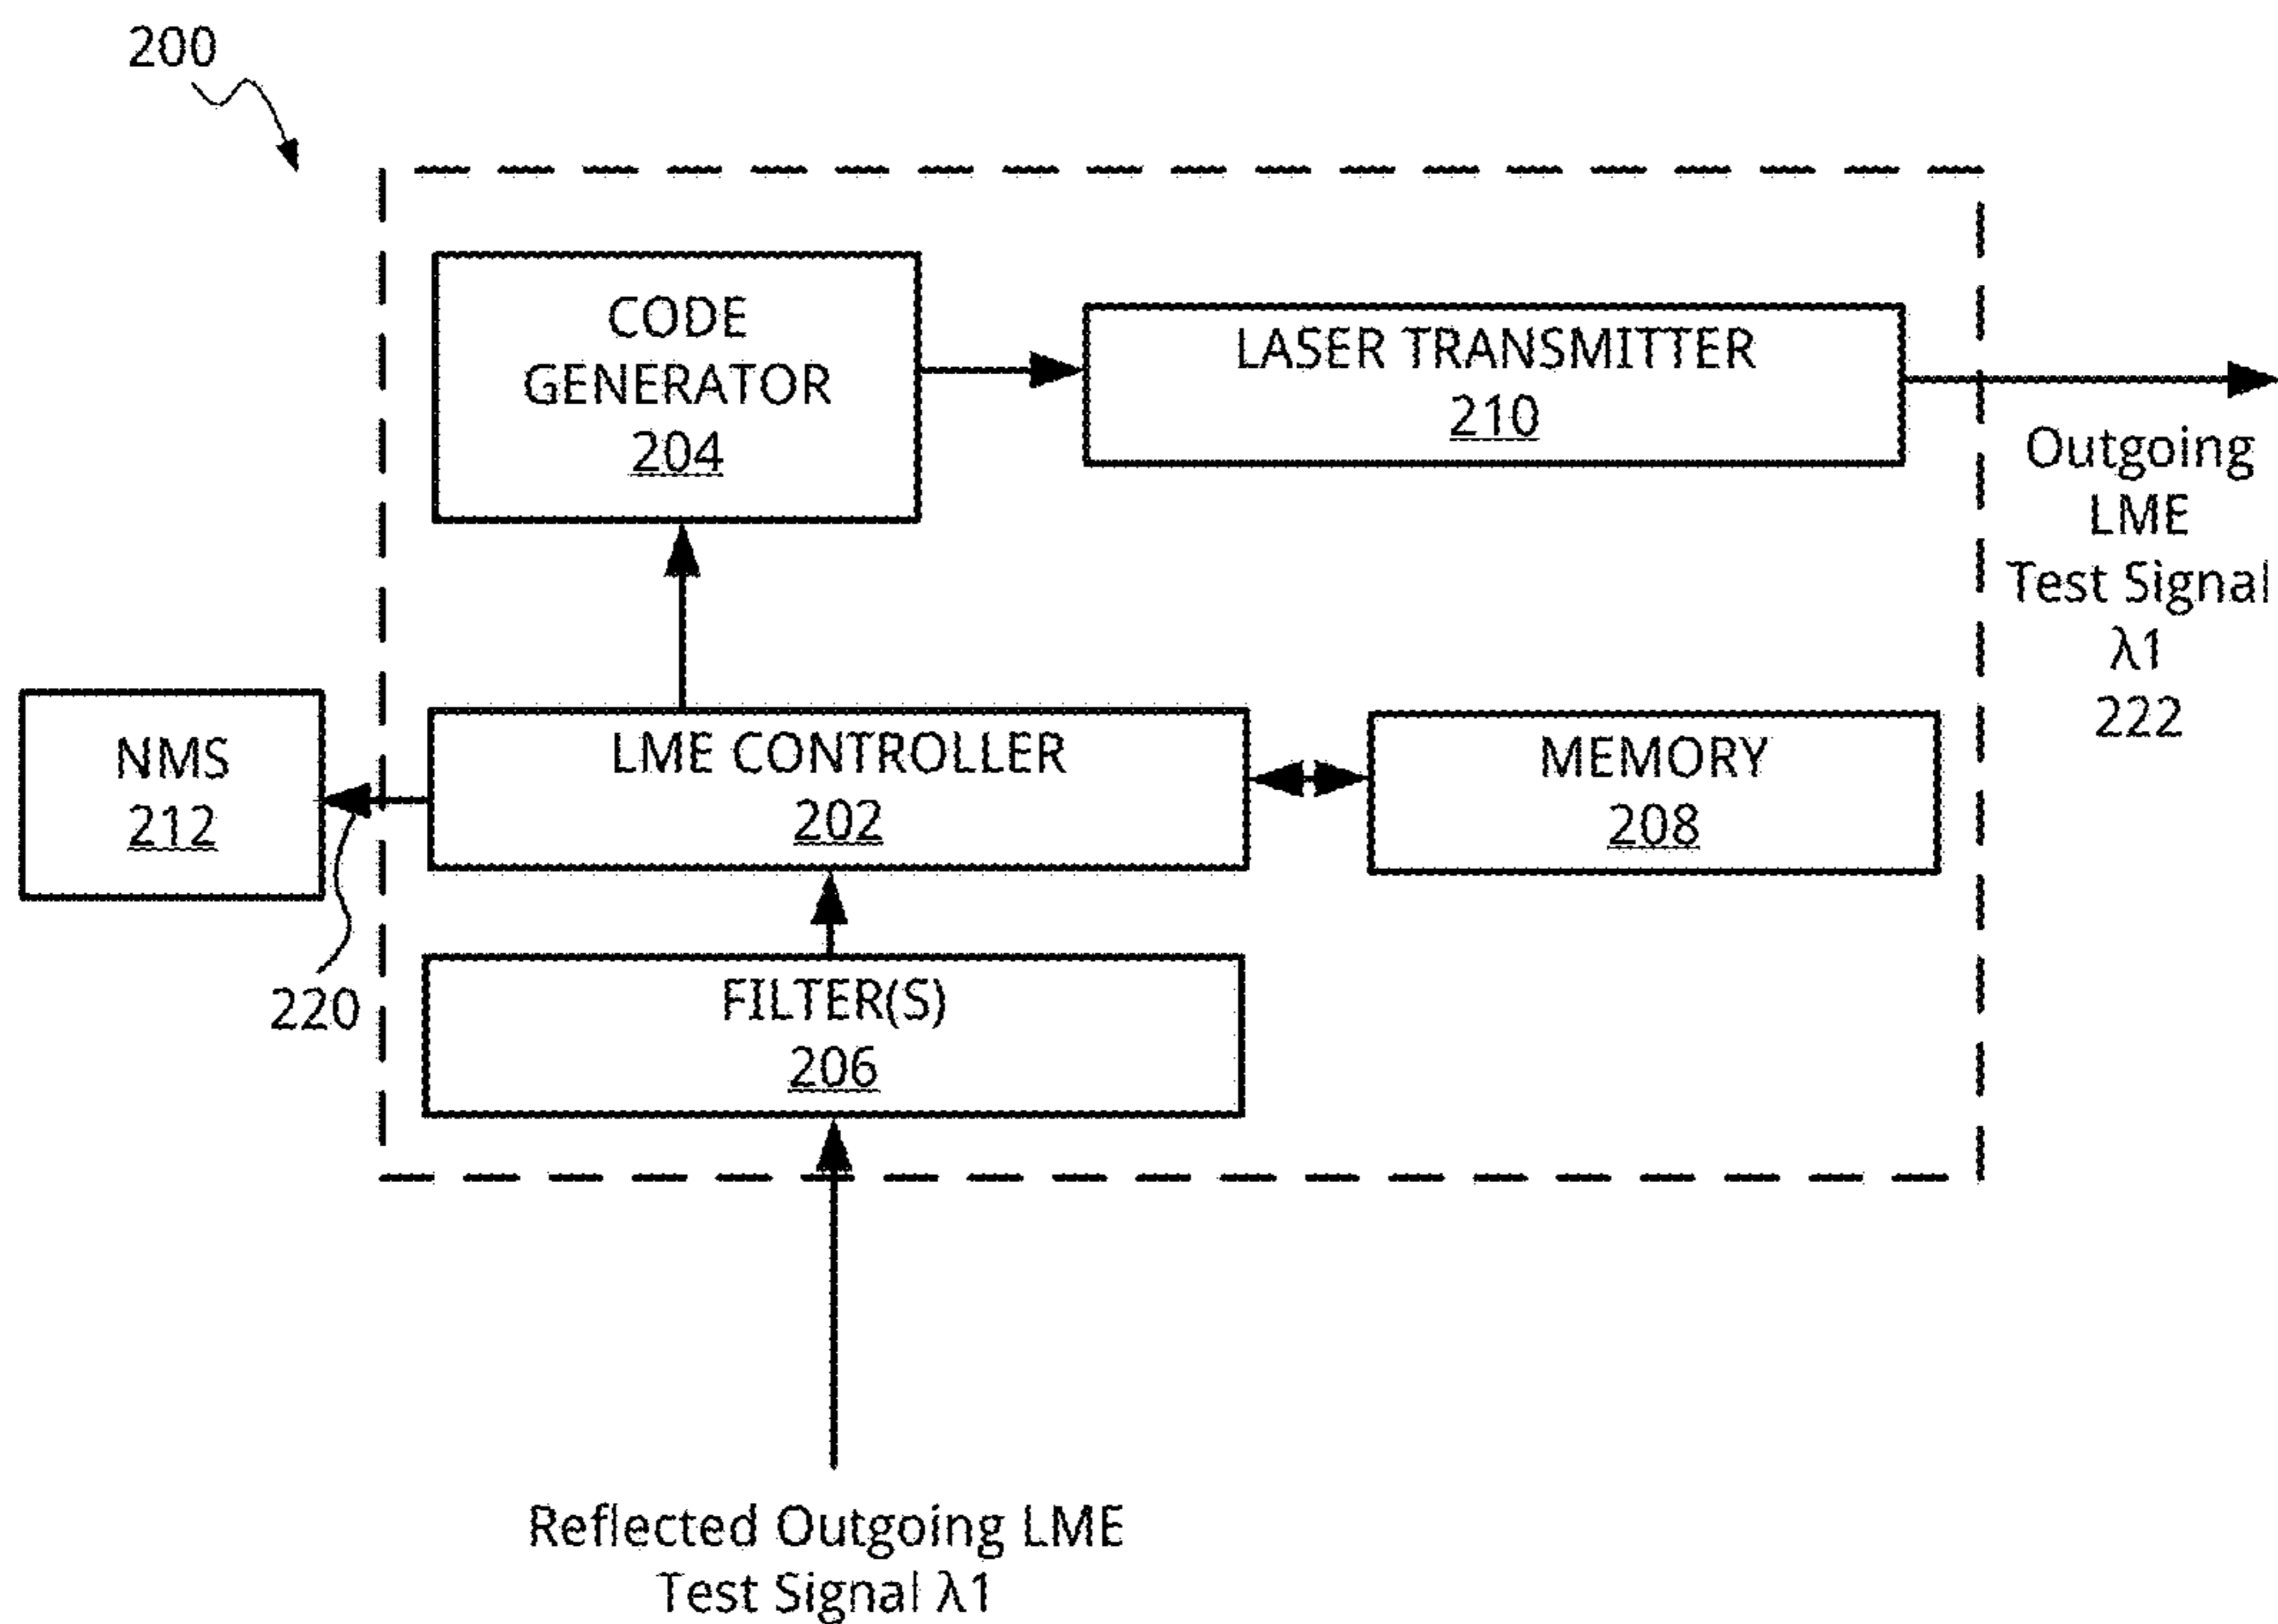 200
CODE
GENERATOR
204
LASER TRANSMITTER
210
Outgoing
LME
Test Signal
λ1
222
NMS
212
LME CONTROLLER
202
MEMORY
208
220
FILTER(S)
206
Reflected Outgoing LME
Test Signal λ1